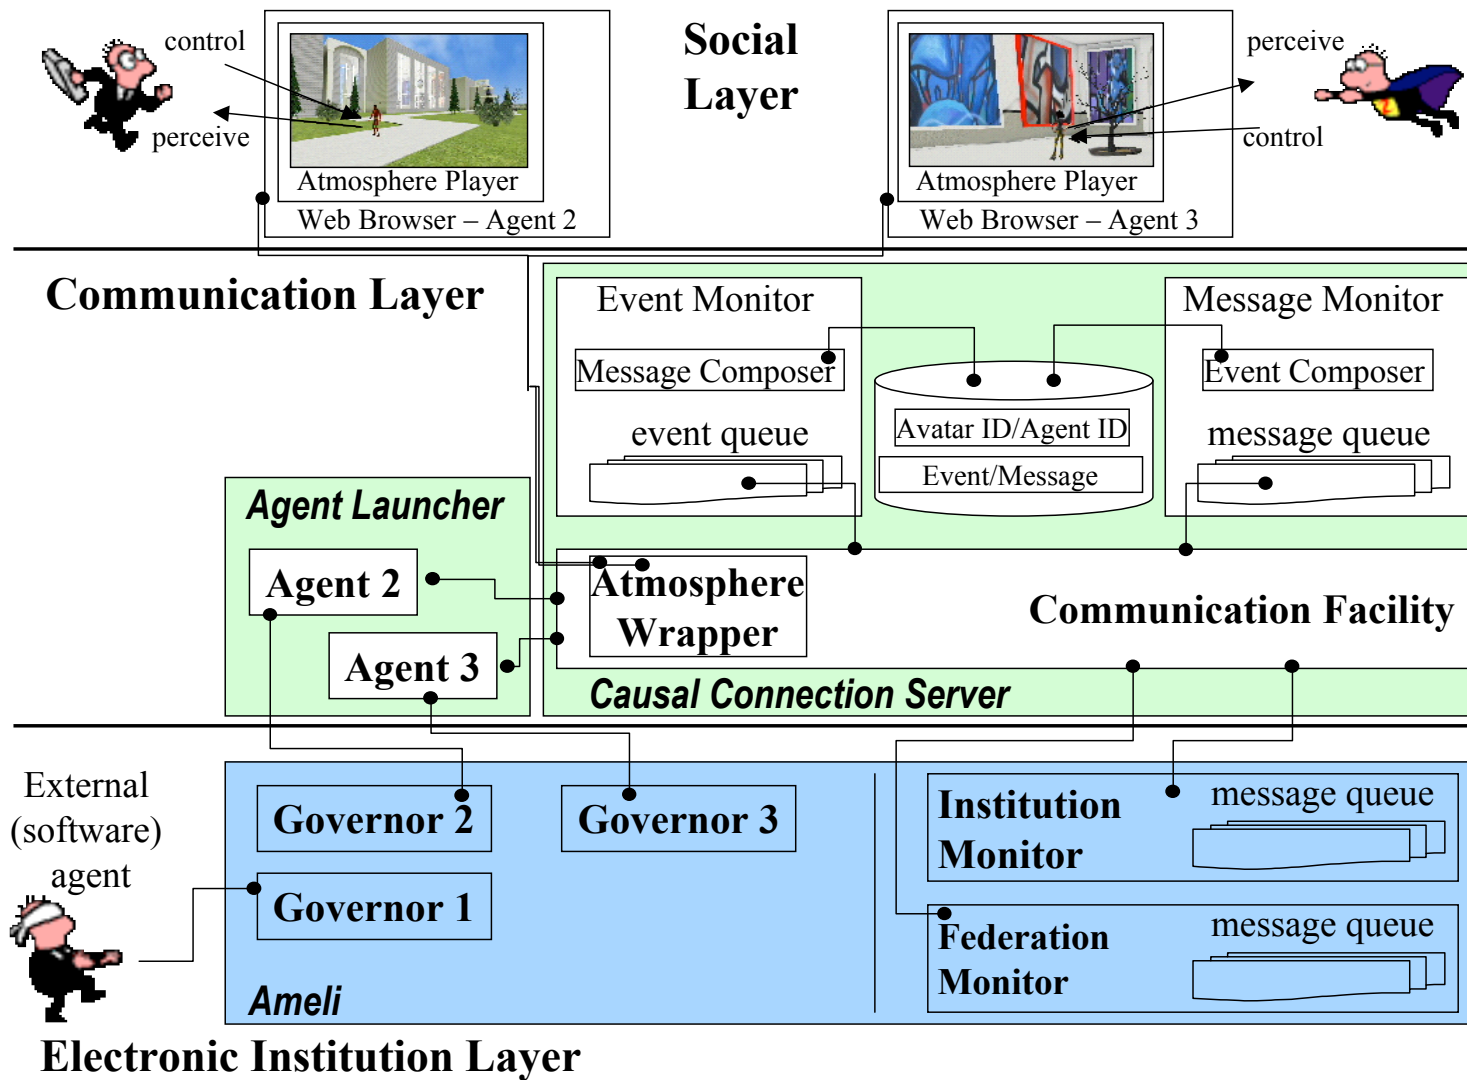 control
perceive
Atmosphere Player
Web Browser – Agent 2
Social
Layer
perceive
control
Atmosphere Player
Web Browser – Agent 3
Communication Layer
Event Monitor
Message Composer
event queue
Avatar ID/Agent ID
Event/Message
Message Monitor
Event Composer
message queue
Agent Launcher
Agent 2
Agent 3
Atmosphere
Wrapper
Communication Facility
Causal Connection Server
External
(software)
agent
Governor 2
Governor 3
Governor 1
Ameli
Institution
Monitor
message queue
Federation
Monitor
message queue
Electronic Institution Layer